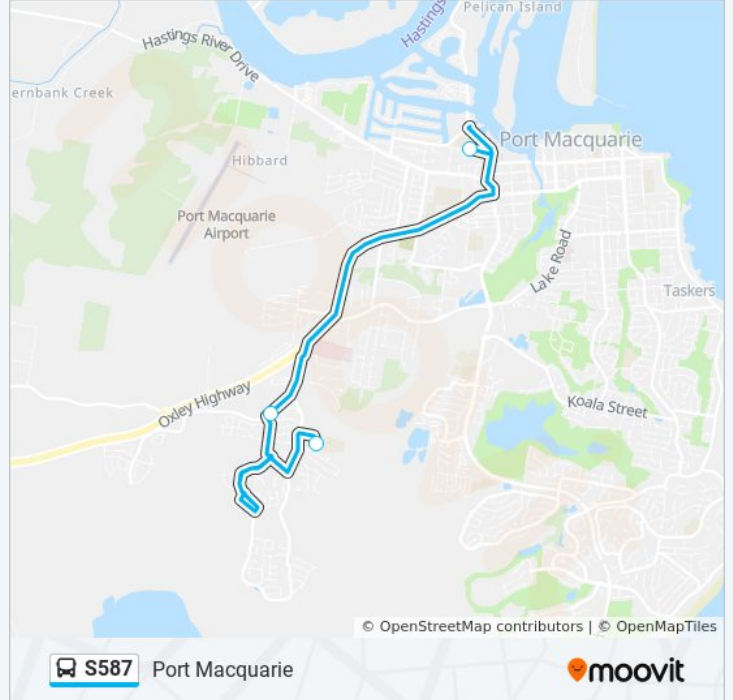 Pelican Island
Hastings
Hastings River Drive
ernbank Creek
Port Macquarie
Hibbard
Port Macquarie
Airport
Lake Road
Taskers
Oxley Highway
Koala Street
© OpenStreetMap contributors | © OpenMapTiles
S587 Port Macquarie
moovit